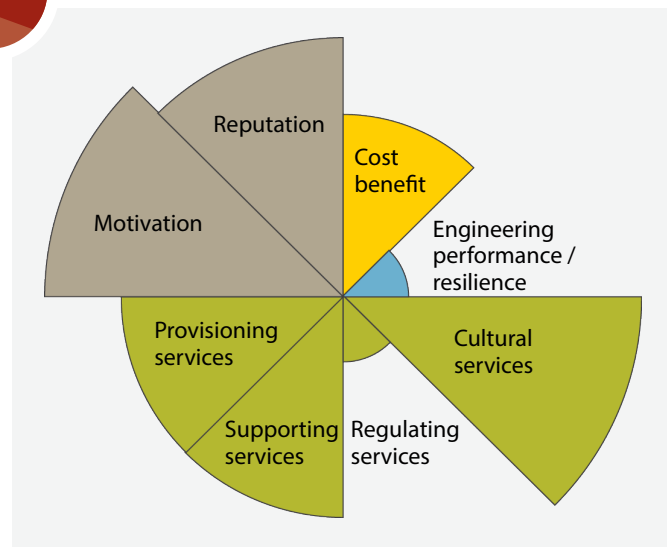 Reputation
Cost
benefit
Motivation
Engineering
performance /
resilience
Provisioning
services
Cultural
services
Supporting
services
Regulating
services